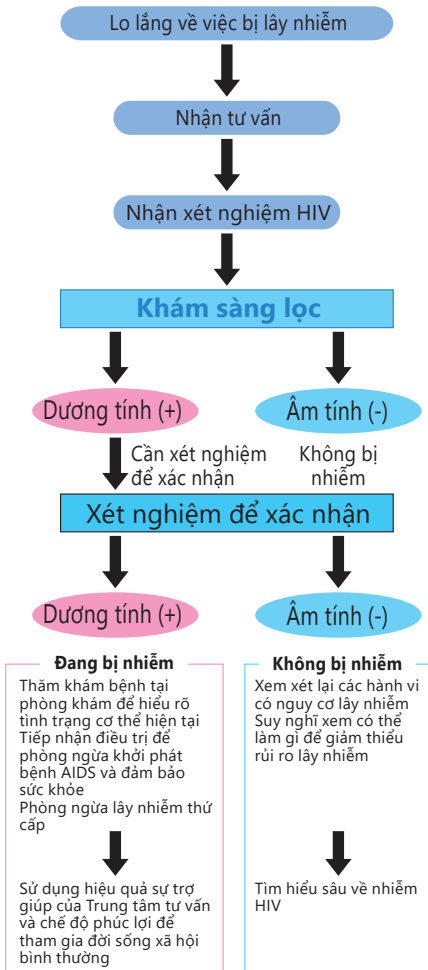 Lo lắng về việc bị lây nhiễm
Nhận tư vấn
Nhận xét nghiệm HIV
Khám sàng lọc
Dương tính (+)
Âm tính (-)
Cần xét nghiệm
để xác nhận
Không bị
nhiễm
Xét nghiệm để xác nhận
Dương tính (+)
Âm tính (-)
Đang bị nhiễm
Thăm khám bệnh tại
phòng khám để hiểu rõ
tình trạng cơ thể hiện tại
Tiếp nhận điều trị để
phòng ngừa khởi phát
bệnh AIDS và đảm bảo
sức khỏe
Phòng ngừa lây nhiễm thứ
cấp
Sử dụng hiệu quả sự trợ
giúp của Trung tâm tư vấn
và chế độ phúc lợi để
tham gia đời sống xã hội
bình thường
Không bị nhiễm
Xem xét lại các hành vi
có nguy cơ lây nhiễm
Suy nghĩ xem có thể
làm gì để giảm thiểu
rủi ro lây nhiễm
Tìm hiểu sâu về nhiễm
HIV